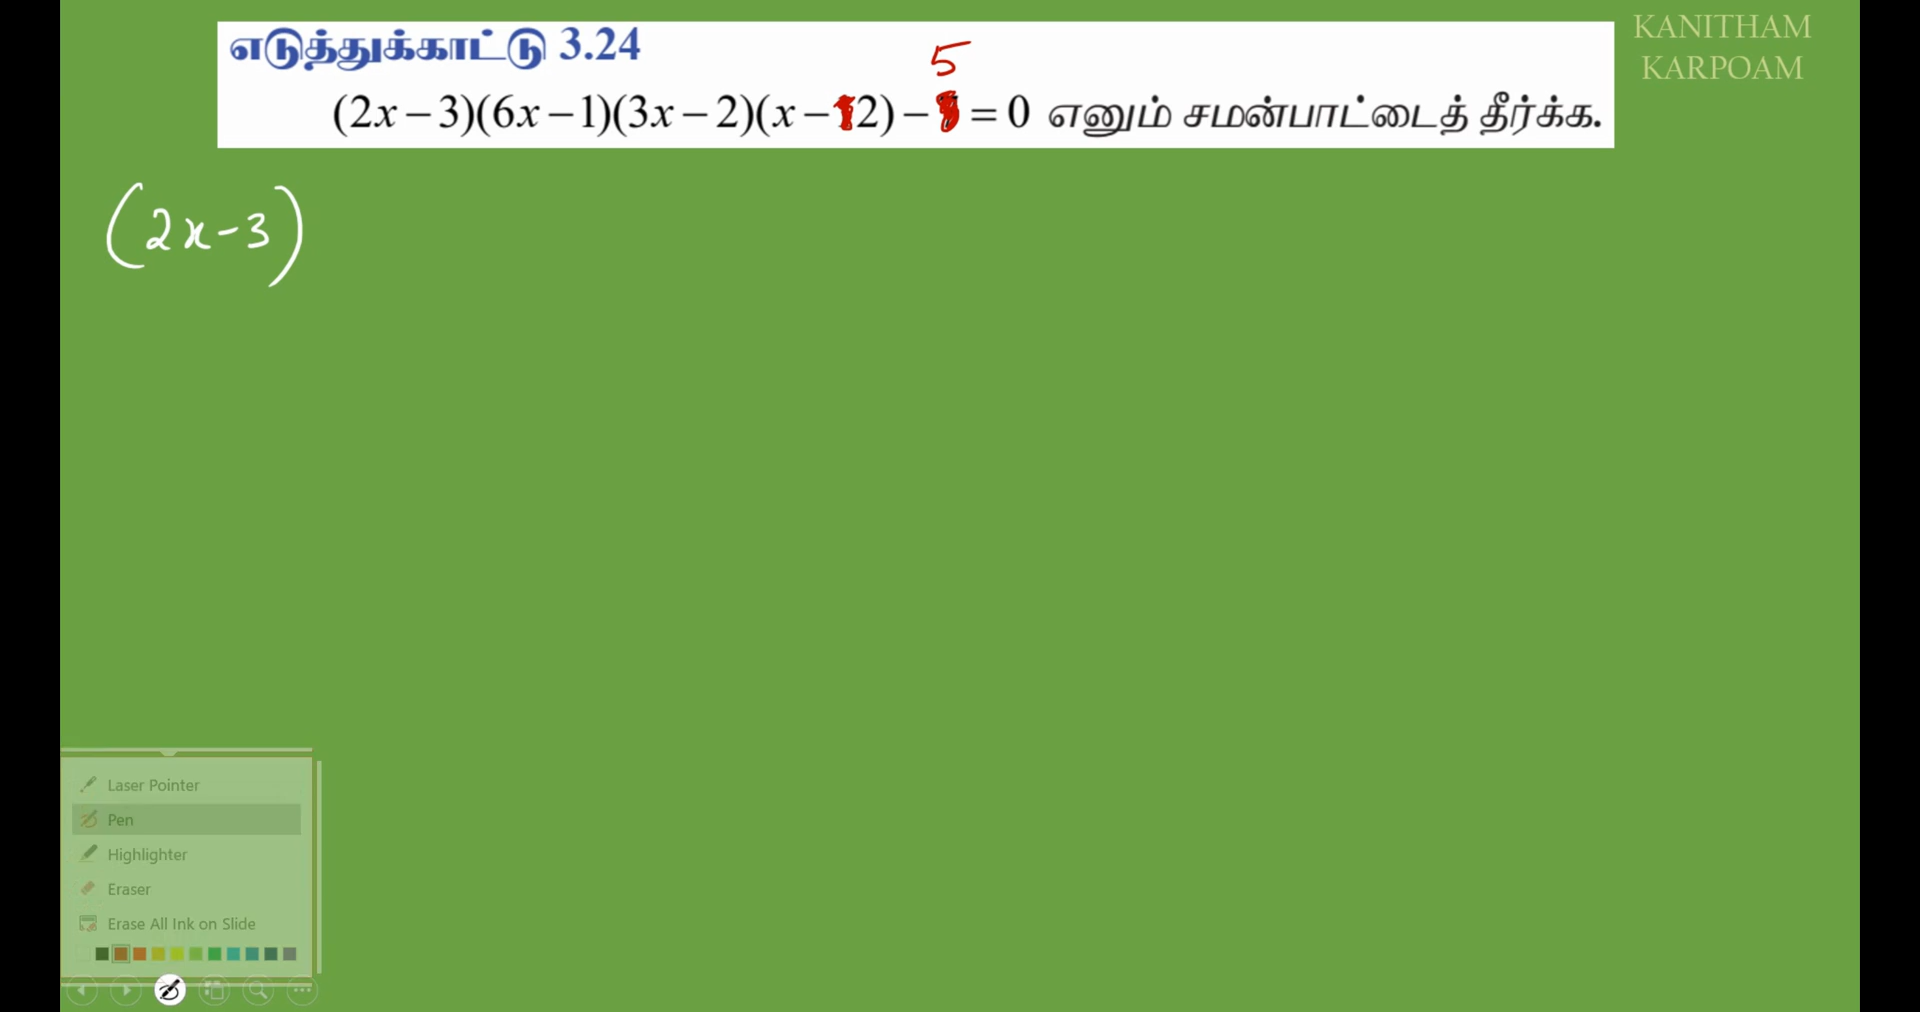 KANITHAM
KARPOAM
எடுத்துக்காட்டு 3.24
5
(2x − 3)(6x − 1)(3x − 2)(x − 2) − = 0 எனும் சமன்பாட்டைத் தீர்க்க.
(2x-3)
Laser Pointer
Pen
Highlighter
Eraser
Erase All Ink on Slide